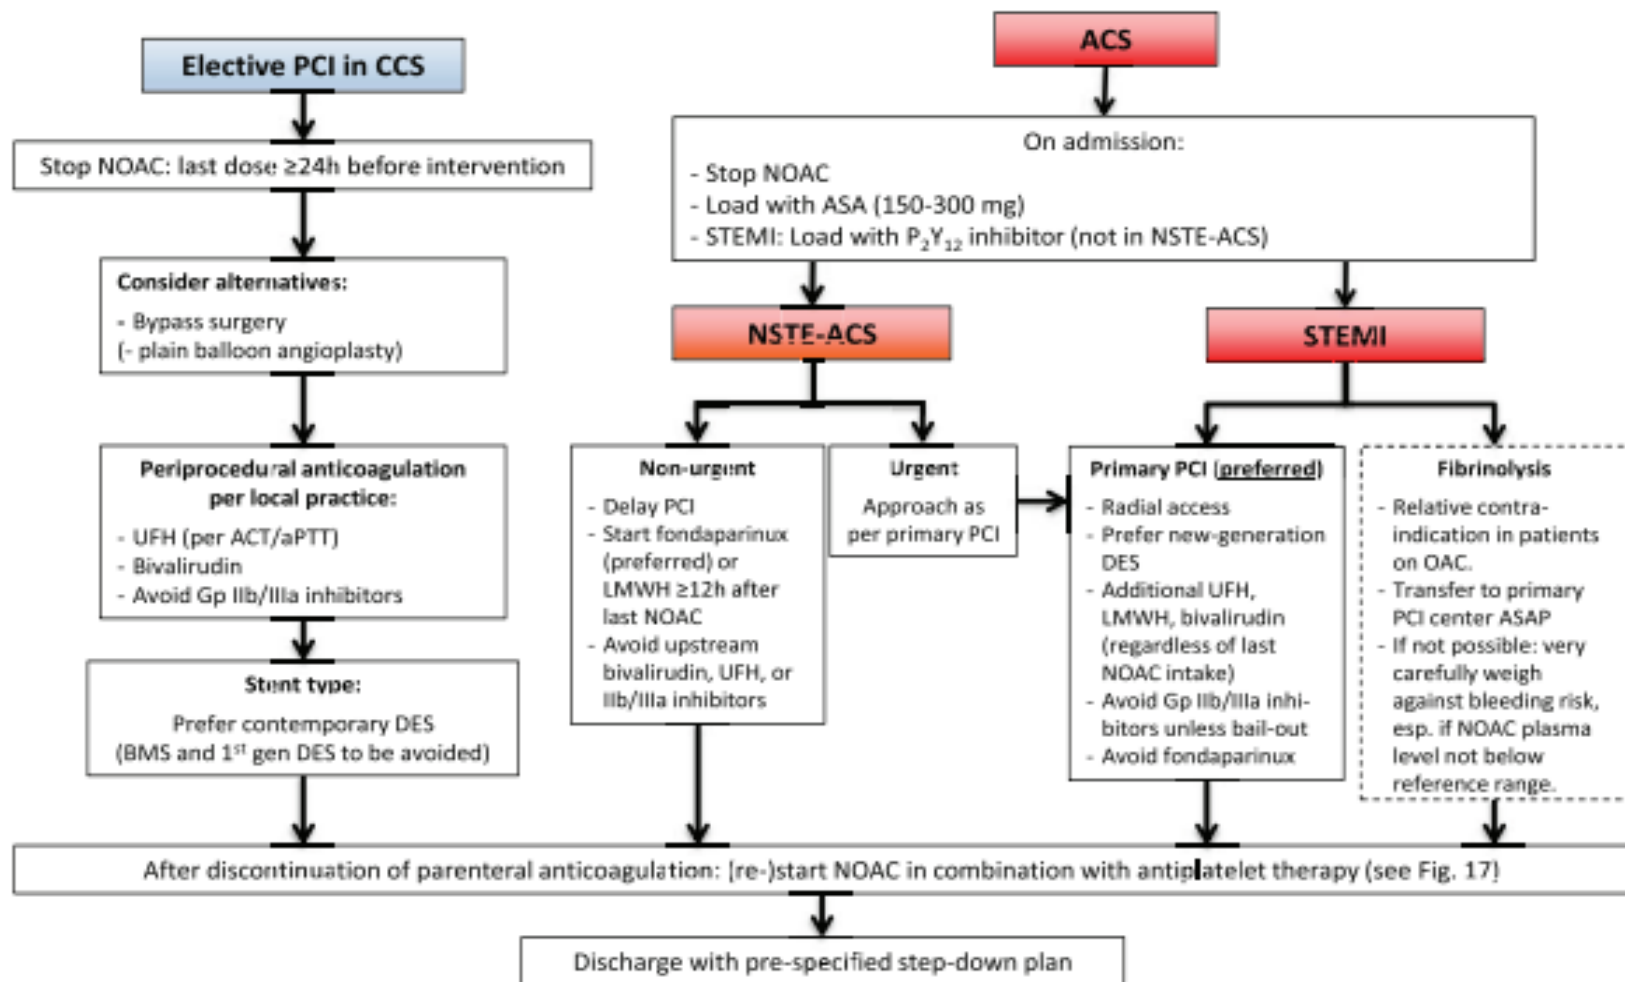 Elective PCI in CCS
Stop NOAC: last dose ≥24h before intervention
Consider alternatives:
- Bypass surgery
(- plain balloon angioplasty)
Periprocedural anticoagulation
per local practice:
- UFH (per ACT/aPTT)
- Bivalirudin
- Avoid Gp IIb/IIIa inhibitors
Stent type:
Prefer contemporary DES
(BMS and 1st gen DES to be avoided)
ACS
On admission:
- Stop NOAC
- Load with ASA (150-300 mg)
- STEMI: Load with P2Y12 inhibitor (not in NSTE-ACS)
NSTE-ACS
Non-urgent
- Delay PCI
- Start fondaparinux
(preferred) or
LMWH ≥12h after
last NOAC
- Avoid upstream
bivalirudin, UFH, or
IIb/IIIa inhibitors
Urgent
Approach as
per primary PCI
STEMI
Primary PCI (preferred)
- Radial access
- Prefer new-generation
DES
- Additional UFH,
LMWH, bivalirudin
(regardless of last
NOAC intake)
- Avoid Gp IIb/IIIa inhi-
bitors unless bail-out
- Avoid fondaparinux
Fibrinolysis
- Relative contra-
indication in patients
on OAC.
- Transfer to primary
PCI center ASAP
- If not possible: very
carefully weigh
against bleeding risk,
esp. if NOAC plasma
level not below
reference range.
After discontinuation of parenteral anticoagulation: (re-)start NOAC in combination with antiplatelet therapy (see Fig. 17)
Discharge with pre-specified step-down plan